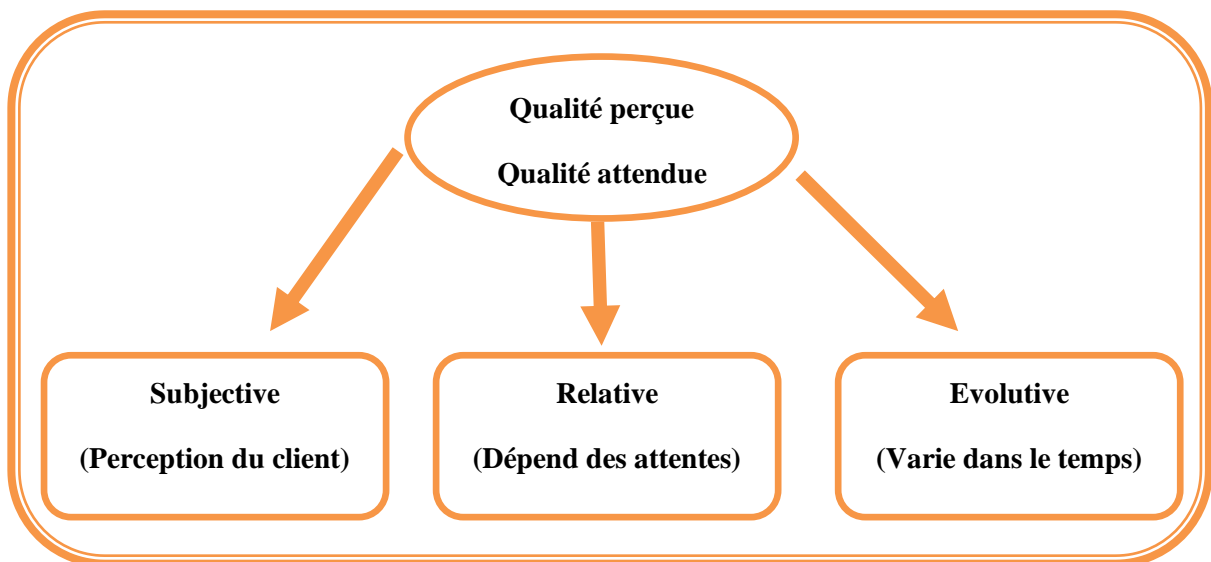 Qualité perçue
Qualité attendue
Subjective
(Perception du client)
Relative
(Dépend des attentes)
Evolutive
(Varie dans le temps)